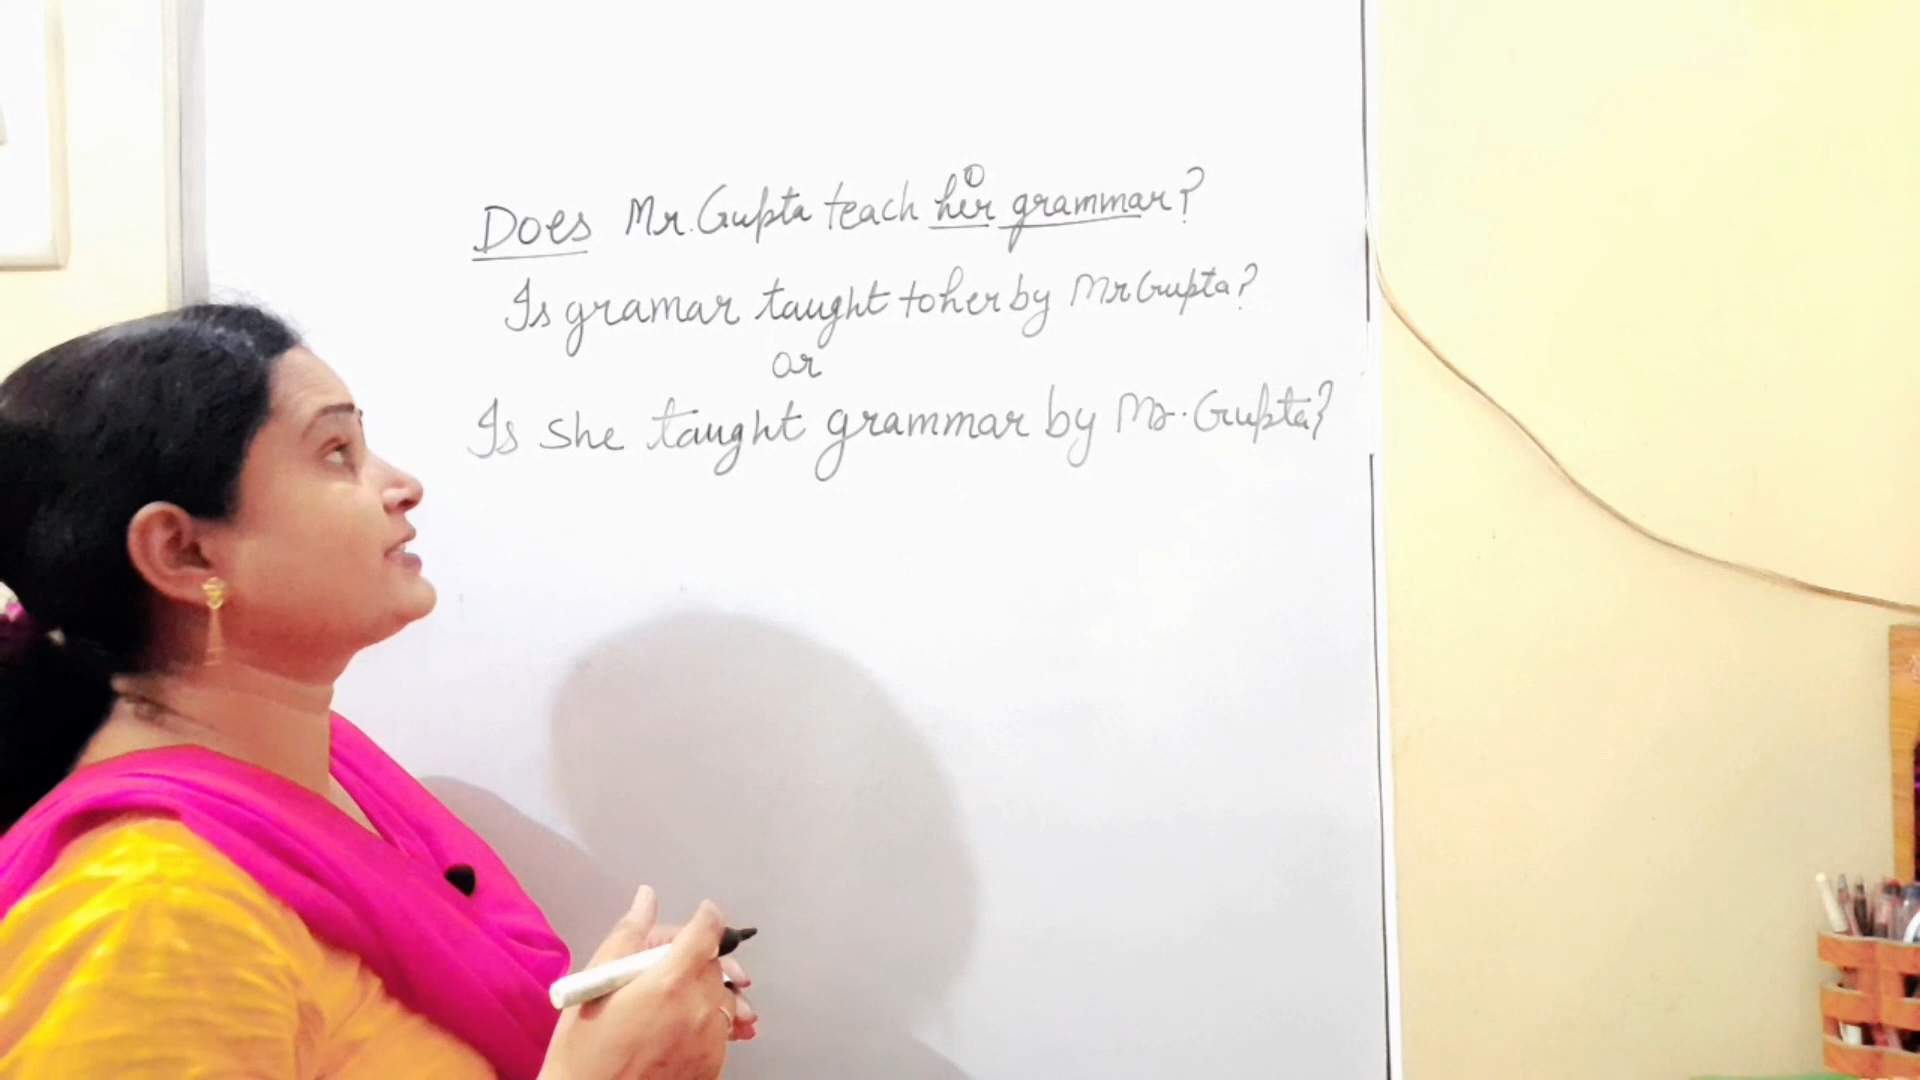 Does Mr. Gupta teach her grammar?
Is gramar taught to her by Mr Gupta?
or
Is she taught grammar by Mr. Gupta?